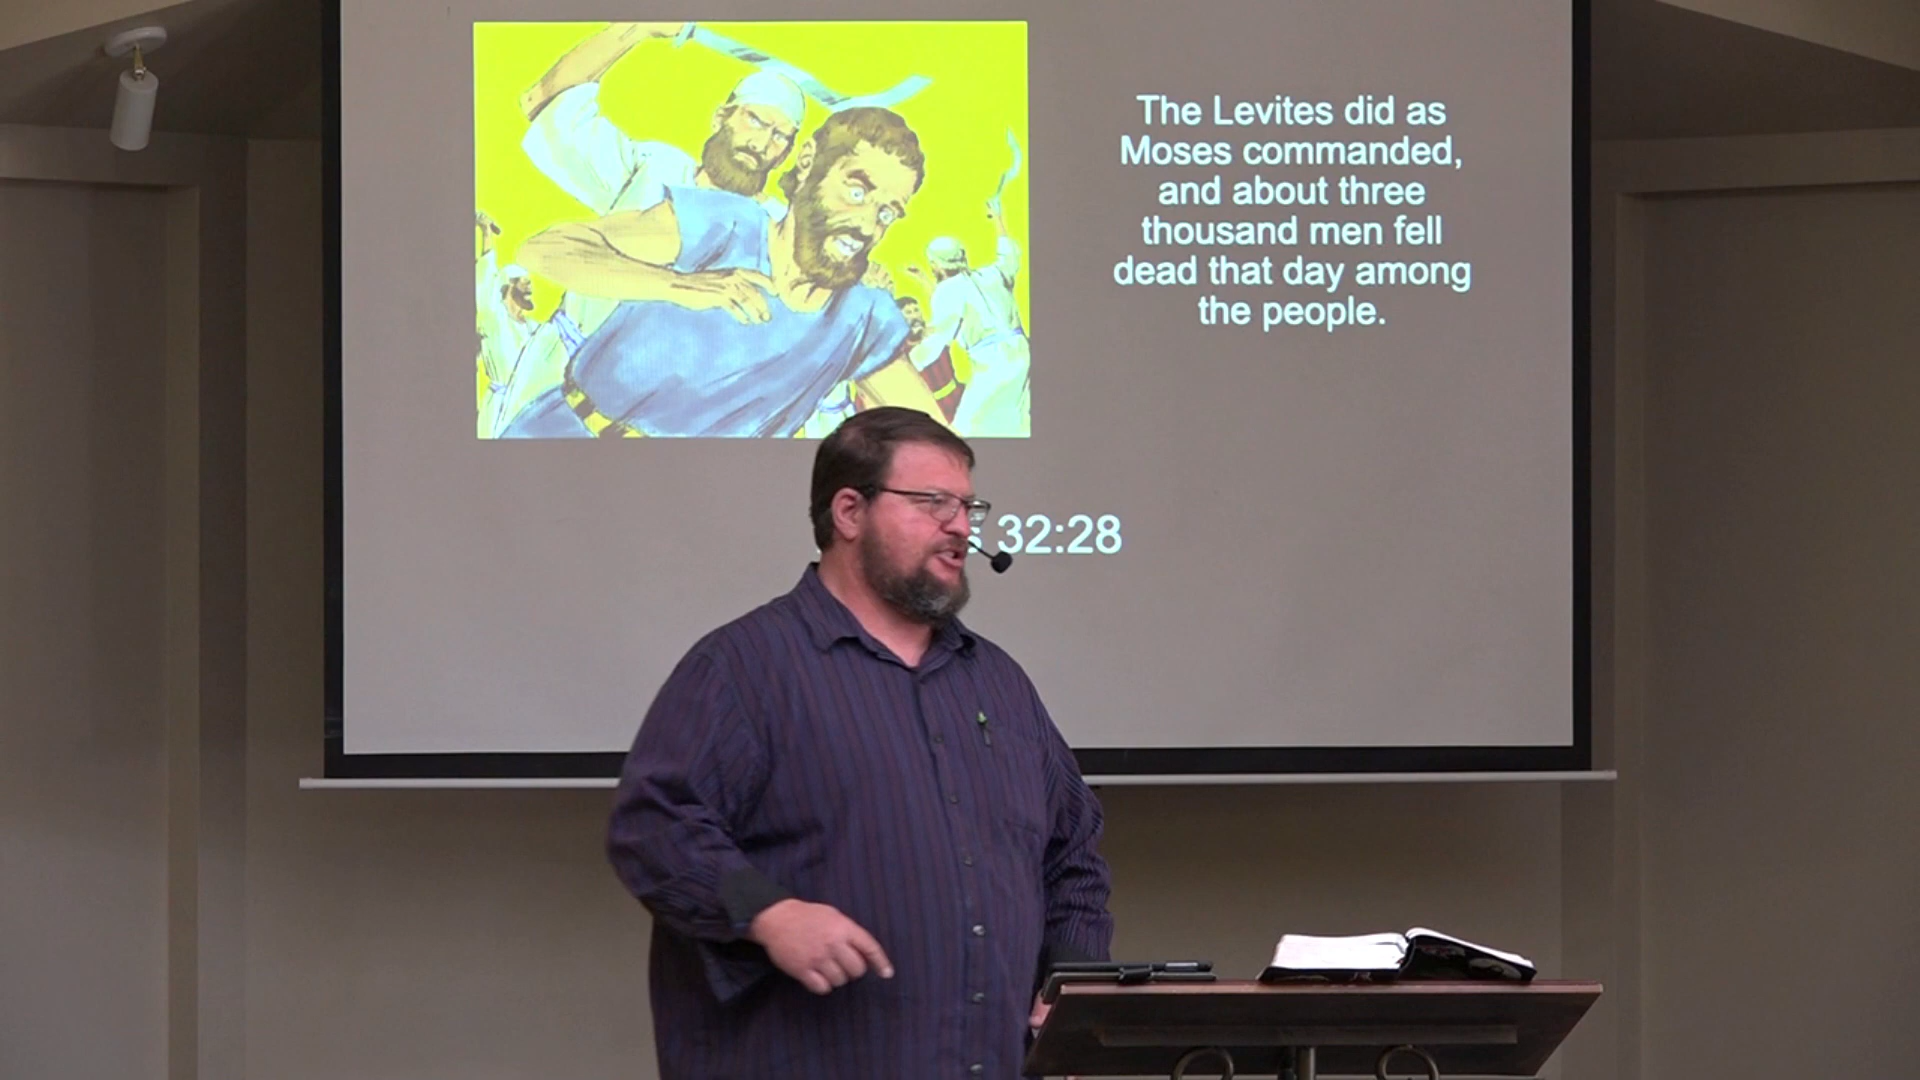 The Levites did as
Moses commanded,
and about three
thousand men fell
dead that day among
the people.
32:28